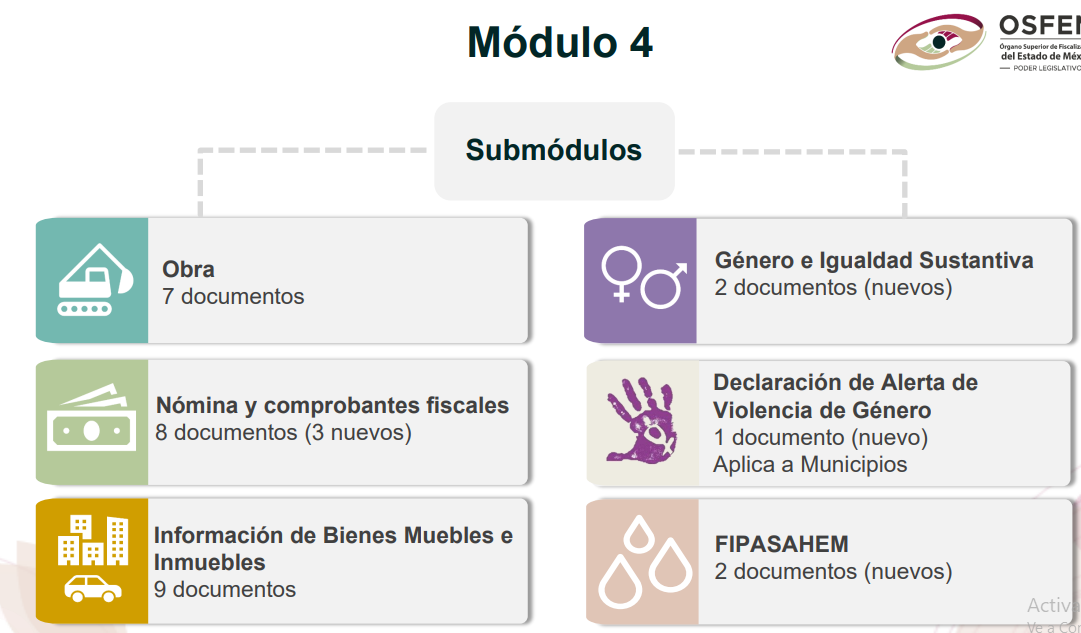 Módulo 4
OSFEM
Órgano Superior de Fiscaliz
del Estado de Méx
PODER LEGISLATIVO
Submódulos
Obra
7 documentos
Nómina y comprobantes fiscales
8 documentos (3 nuevos)
Información de Bienes Muebles e
Inmuebles
9 documentos
Género e Igualdad Sustantiva
2 documentos (nuevos)
Declaración de Alerta de
Violencia de Género
1 documento (nuevo)
Aplica a Municipios
FIPASAHEM
2 documentos (nuevos)
Activ
Ve a Con